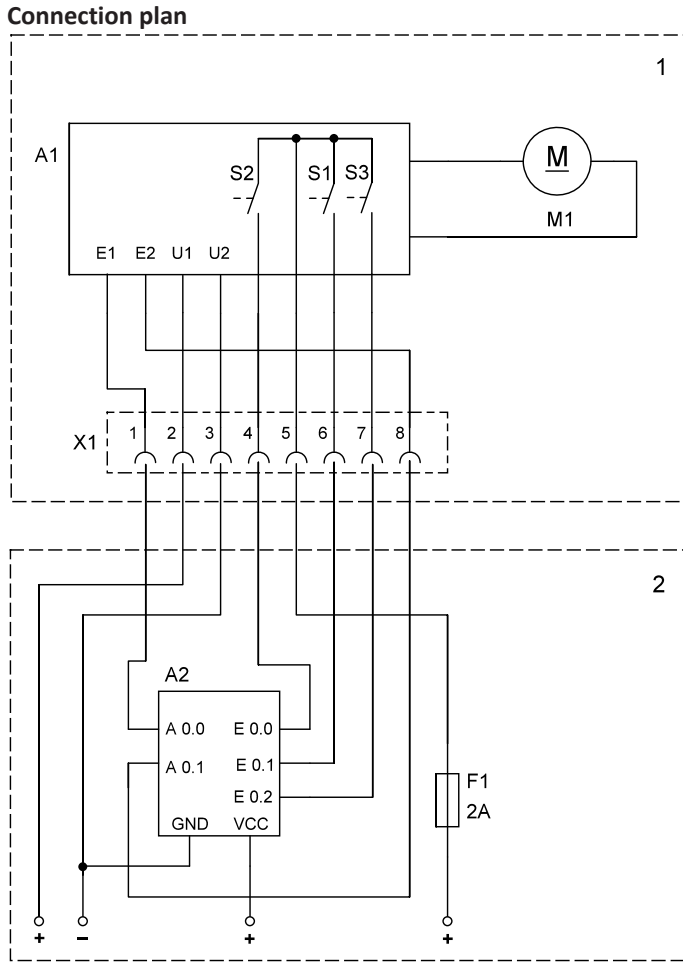 Connection plan
1
A1
S2
S1
S3
M
M1
E1 E2 U1 U2
X1
1 2 3 4 5 6 7 8
2
A2
A 0.0 E 0.0
A 0.1 E 0.1
E 0.2
GND VCC
F1
2A
+ − + +